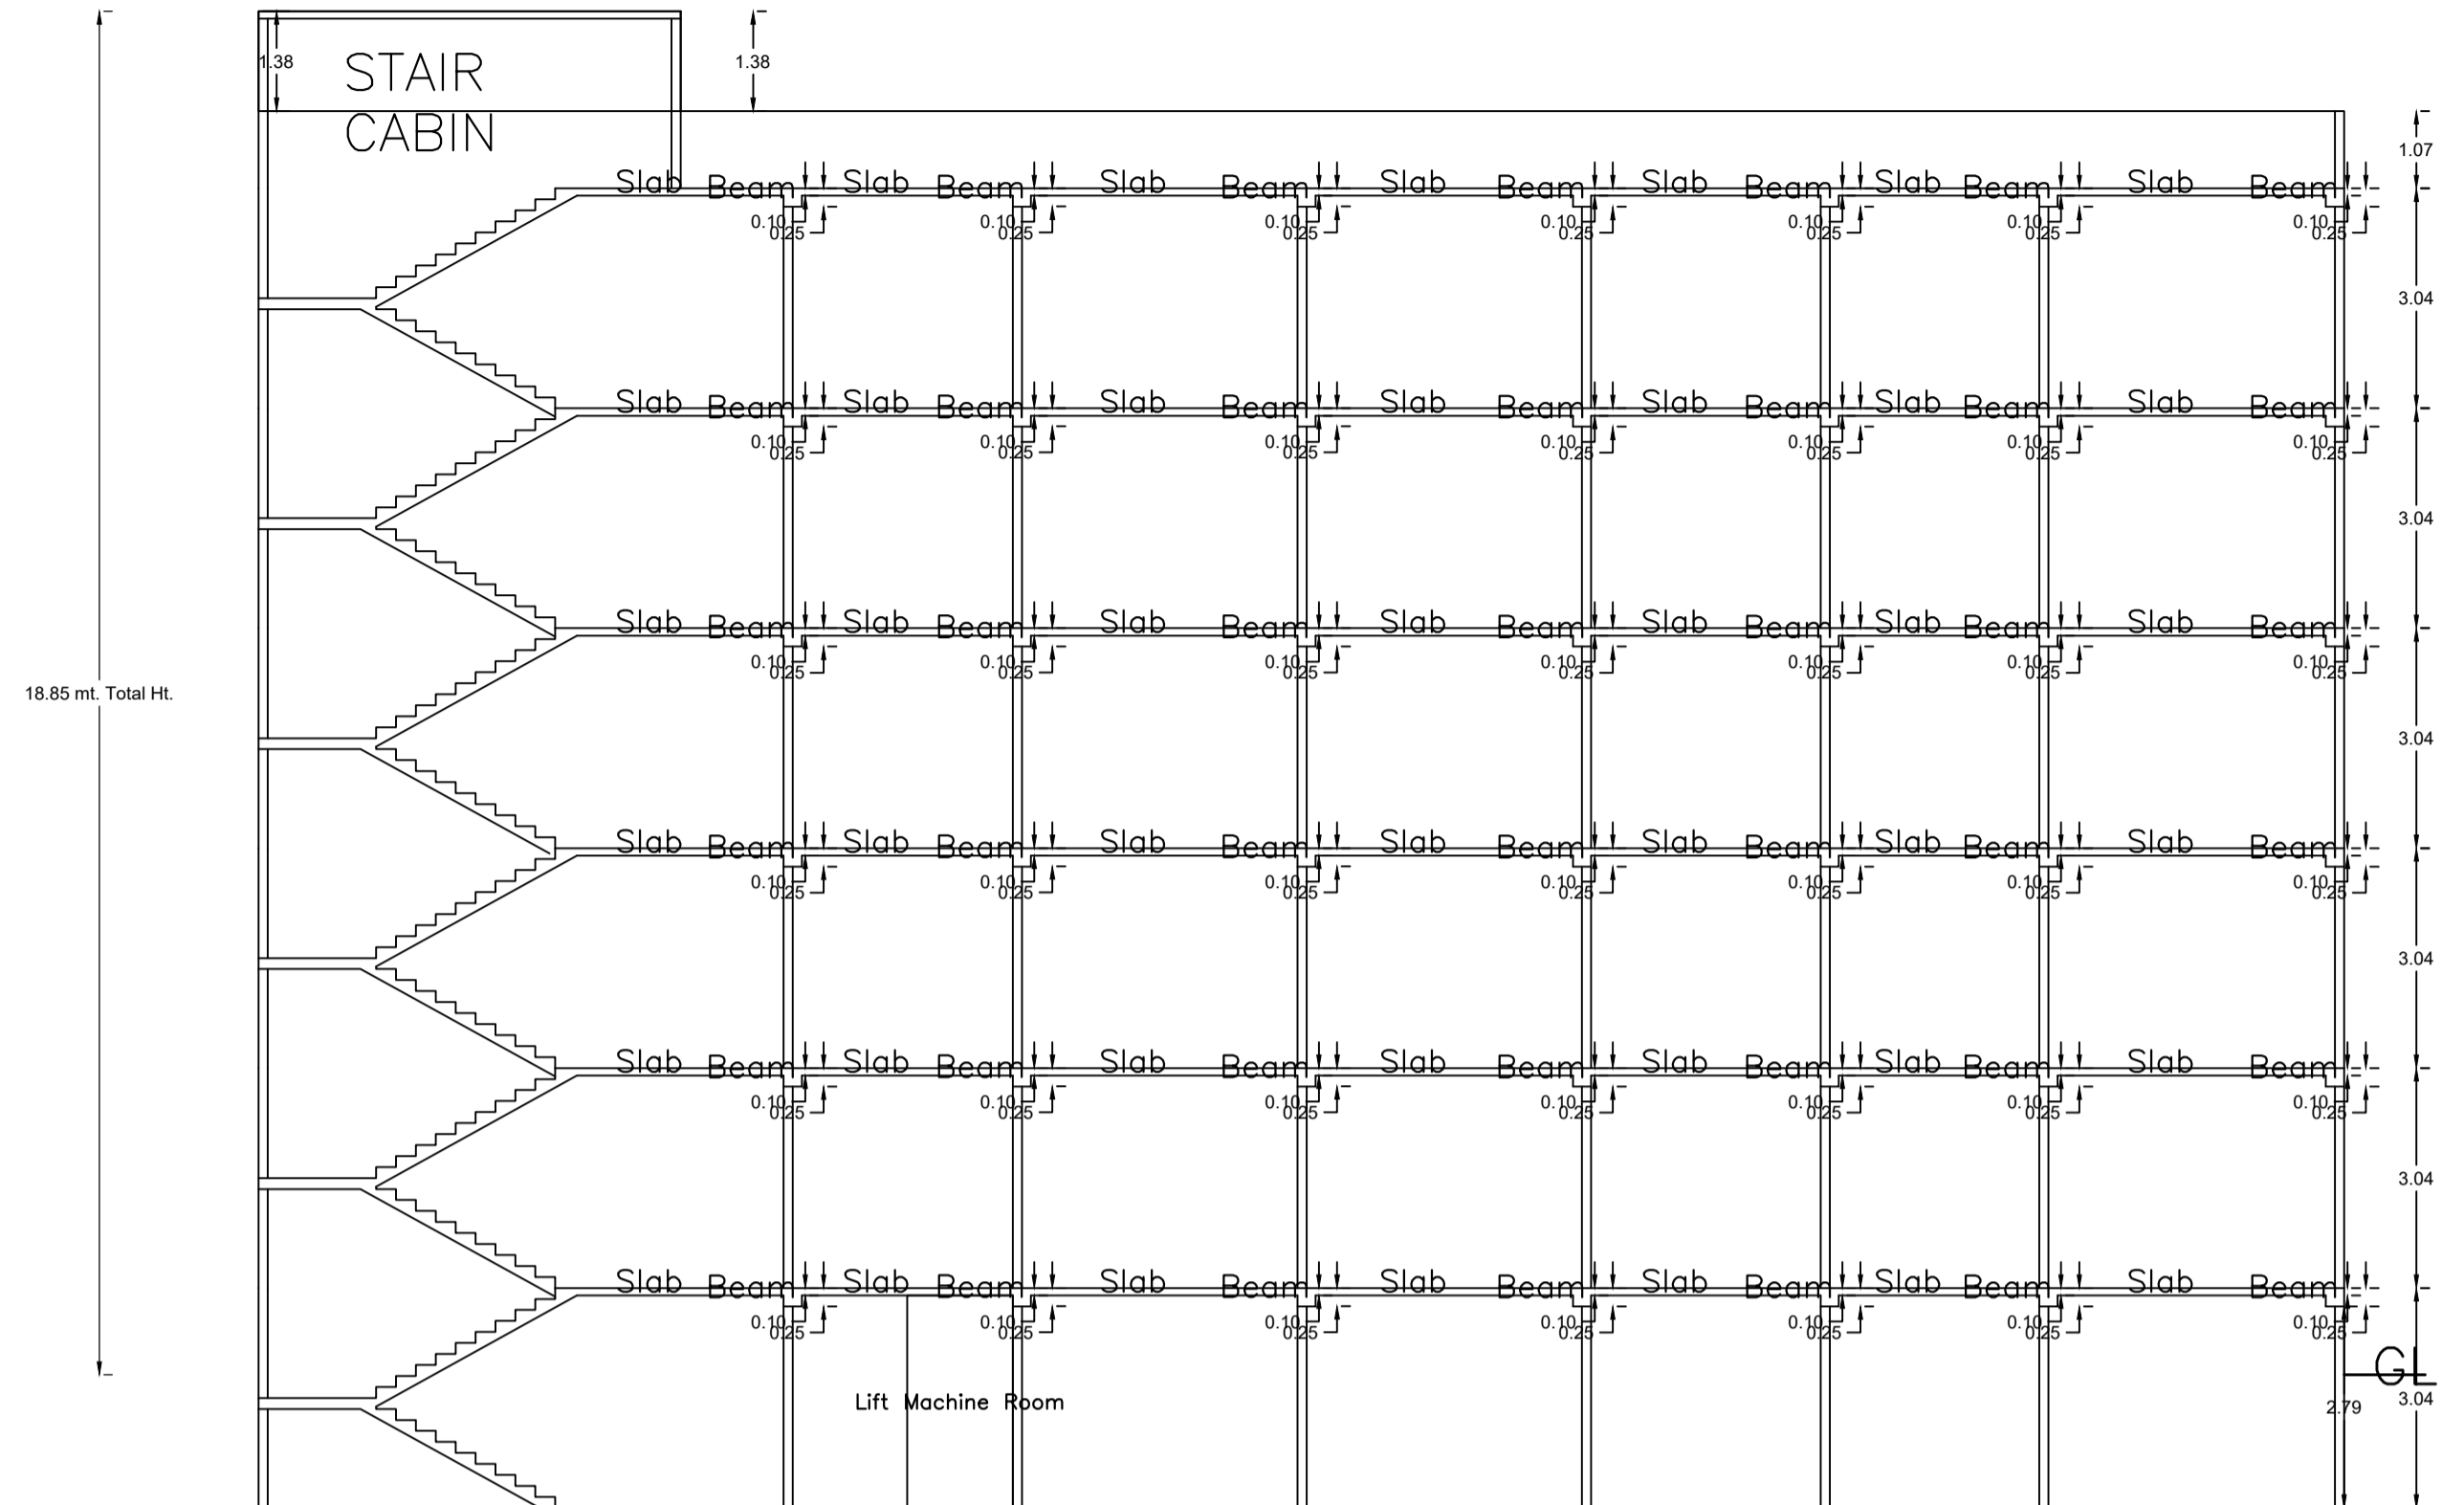 1.38
STAIR
1.38
CABIN
1.07
Slab Beam Slab Beam Slab Beam Slab Beam Slab Beam Slab Beam Slab Beam
0.10 0.10 0.10 0.10 0.10 0.10 0.10
0.25 0.25 0.25 0.25 0.25 0.25 0.25
3.04
Slab Beam Slab Beam Slab Beam Slab Beam Slab Beam Slab Beam Slab Beam
0.10 0.10 0.10 0.10 0.10 0.10 0.10
0.25 0.25 0.25 0.25 0.25 0.25 0.25
3.04
Slab Beam Slab Beam Slab Beam Slab Beam Slab Beam Slab Beam Slab Beam
0.10 0.10 0.10 0.10 0.10 0.10 0.10
0.25 0.25 0.25 0.25 0.25 0.25 0.25
18.85 mt. Total Ht.
3.04
Slab Beam Slab Beam Slab Beam Slab Beam Slab Beam Slab Beam Slab Beam
0.10 0.10 0.10 0.10 0.10 0.10 0.10
0.25 0.25 0.25 0.25 0.25 0.25 0.25
3.04
Slab Beam Slab Beam Slab Beam Slab Beam Slab Beam Slab Beam Slab Beam
0.10 0.10 0.10 0.10 0.10 0.10 0.10
0.25 0.25 0.25 0.25 0.25 0.25 0.25
3.04
Slab Beam Slab Beam Slab Beam Slab Beam Slab Beam Slab Beam Slab Beam
0.10 0.10 0.10 0.10 0.10 0.10 0.10
0.25 0.25 0.25 0.25 0.25 0.25 0.25
GL
Lift Machine Room
2.79
3.04